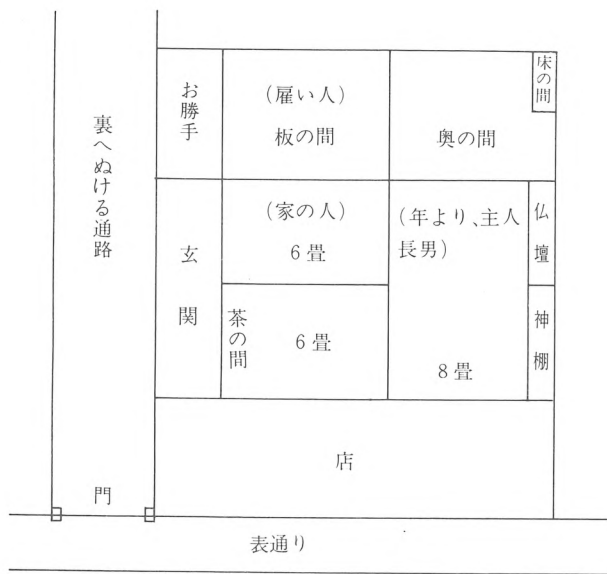 裏へぬける通路
門
お勝手
(雇い人)
板の間
奥の間
床の間
玄関
(家の人)
6畳
茶の間
6畳
(年より、主人
長男)
8畳
仏壇
神棚
店
表通り